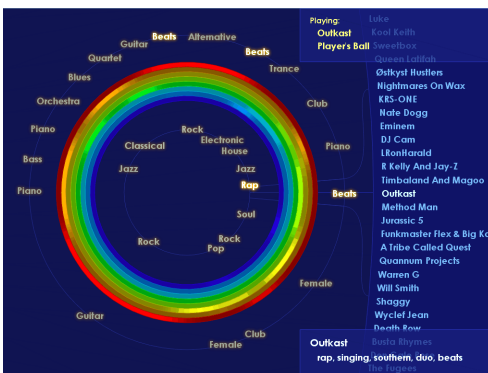 Playing:
Outkast
Player's Ball
Luke
Kool Keith
Sweetbox
Queen Latifah
Østkyst Hustlers
Nightmares On Wax
KRS-ONE
Nate Dogg
Eminem
DJ Cam
LRonHarald
R Kelly And Jay-Z
Timbaland And Magoo
Outkast
Method Man
Jurassic 5
Funkmaster Flex & Big Ka
A Tribe Called Quest
Quannum Projects
Warren G
Will Smith
Shaggy
Wyclef Jean
Death Row
Busta Rhymes
The Fugees
Outkast
rap, singing, southern, duo, beats
Beats
Alternative
Guitar
Beats
Quartet
Trance
Blues
Orchestra
Club
Piano
Piano
Bass
Piano
Beats
Rock
Electronic
Classical
House
Jazz
Jazz
Rap
Soul
Rock
Rock
Pop
Female
Guitar
Club
Female